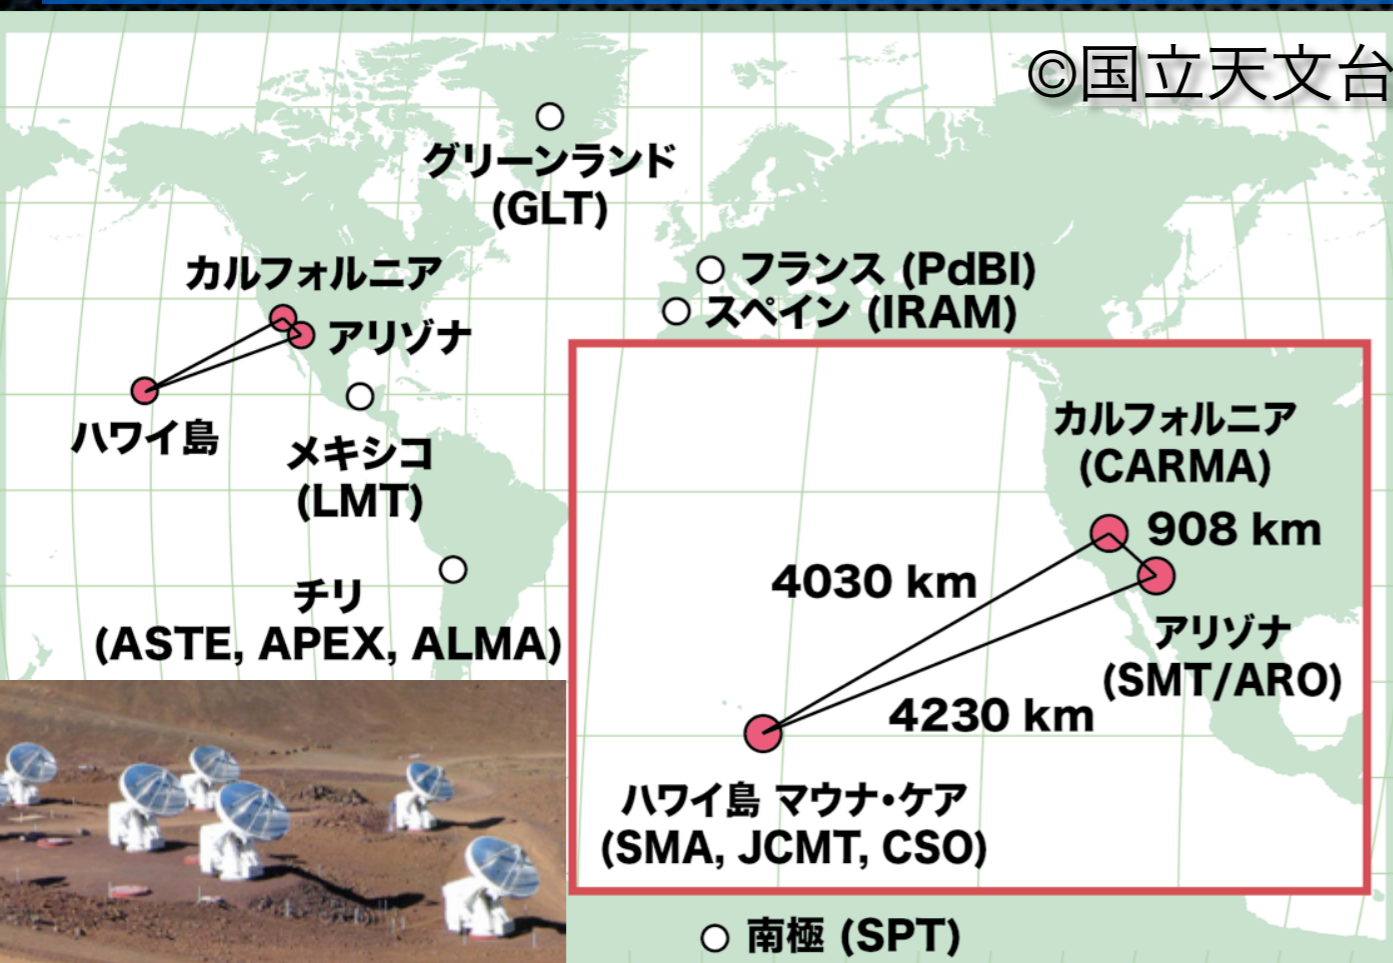 ©国立天文台
グリーンランド
(GLT)
カルフォルニア
アリゾナ
ハワイ島
メキシコ
(LMT)
チリ
(ASTE, APEX, ALMA)
フランス (PdBI)
スペイン (IRAM)
カルフォルニア
(CARMA)
908 km
4030 km
アリゾナ
(SMT/ARO)
4230 km
ハワイ島 マウナ・ケア
(SMA, JCMT, CSO)
南極 (SPT)